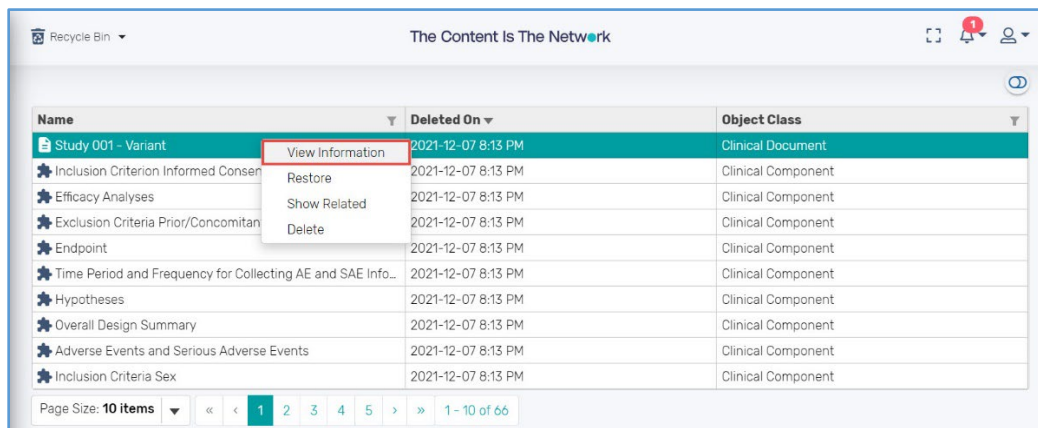 Recycle Bin The Content Is The Network 1
Name Deleted On Object Class
Study 001 - Variant 2021-12-07 8:13 PM Clinical Document
View Information
Inclusion Criterion Informed Consen 2021-12-07 8:13 PM Clinical Component
Restore
Efficacy Analyses 2021-12-07 8:13 PM Clinical Component
Show Related
Exclusion Criteria Prior/Concomitan 2021-12-07 8:13 PM Clinical Component
Delete
Endpoint 2021-12-07 8:13 PM Clinical Component
Time Period and Frequency for Collecting AE and SAE Info... 2021-12-07 8:13 PM Clinical Component
Hypotheses 2021-12-07 8:13 PM Clinical Component
Overall Design Summary 2021-12-07 8:13 PM Clinical Component
Adverse Events and Serious Adverse Events 2021-12-07 8:13 PM Clinical Component
Inclusion Criteria Sex 2021-12-07 8:13 PM Clinical Component
Page Size: 10 items « < 1 2 3 4 5 > » 1 - 10 of 66